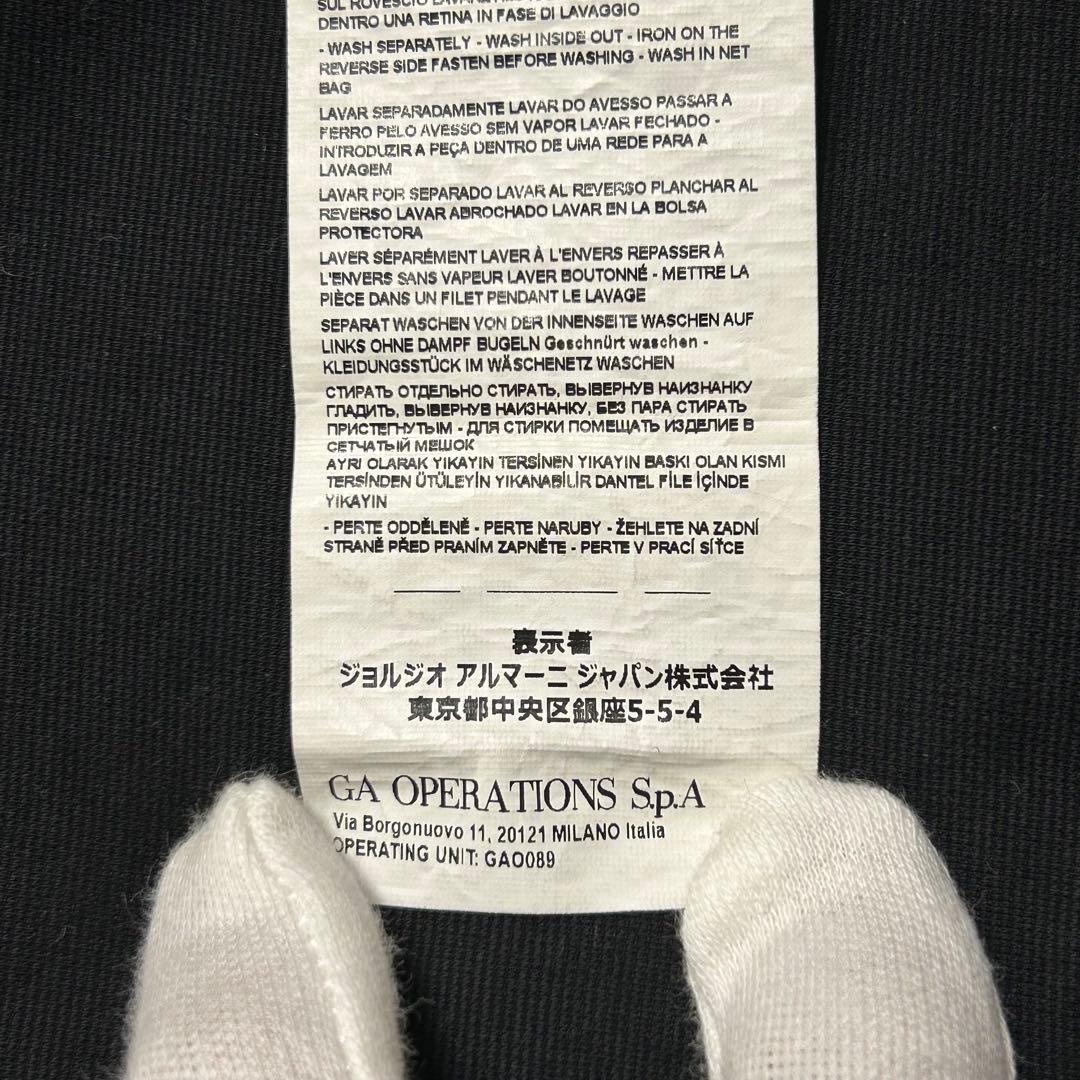 SUL ROVESCIO
DENTRO UNA RETINA IN FASE DI LAVAGGIO
- WASH SEPARATELY - WASH INSIDE OUT - IRON ON THE
REVERSE SIDE FASTEN BEFORE WASHING - WASH IN NET
BAG
LAVAR SEPARADAMENTE LAVAR DO AVESSO PASSAR A
FERRO PELO AVESSO SEM VAPOR LAVAR FECHADO -
INTRODUZIR A PEÇA DENTRO DE UMA REDE PARA A
LAVAGEM
LAVAR POR SEPARADO LAVAR AL REVERSO PLANCHAR AL
REVERSO LAVAR ABROCHADO LAVAR EN LA BOLSA
PROTECTORA
LAVER SÉPARÉMENT LAVER À L'ENVERS REPASSER À
L'ENVERS SANS VAPEUR LAVER BOUTONNÉ - METTRE LA
PIÈCE DANS UN FILET PENDANT LE LAVAGE
SEPARAT WASCHEN VON DER INNENSEITE WASCHEN AUF
LINKS OHNE DAMPF BUGELN Geschnürt waschen -
KLEIDUNGSSTÜCK IM WÄSCHENETZ WASCHEN
СТИРАТЬ ОТДЕЛЬНО СТИРАТЬ, ВЫВЕРНУВ НАИЗНАНКУ
ГЛАДИТЬ, ВЫВЕРНУВ НАИЗНАНКУ, БЕЗ ПАРА СТИРАТЬ
ПРИСТЕГНУТЫМ - ДЛЯ СТИРКИ ПОМЕЩАТЬ ИЗДЕЛИЕ В
СЕТЧАТЫЙ МЕШОК
AYRI OLARAK YIKAYIN TERSİNEN YIKAYIN BASKI OLAN KISMI
TERSİNDEN ÜTÜLEYİN YIKANABİLİR DANTEL FİLE İÇİNDE
YIKAYIN
- PERTE ODDĚLENĚ - PERTE NARUBY - ŽEHLETE NA ZADNÍ
STRANĚ PŘED PRANÍM ZAPNĚTE - PERTE V PRACÍ SÍŤCE
表示者
ジョルジオ アルマーニ ジャパン株式会社
東京都中央区銀座5-5-4
GA OPERATIONS S.p.A
Via Borgonuovo 11, 20121 MILANO Italia
OPERATING UNIT: GAO089